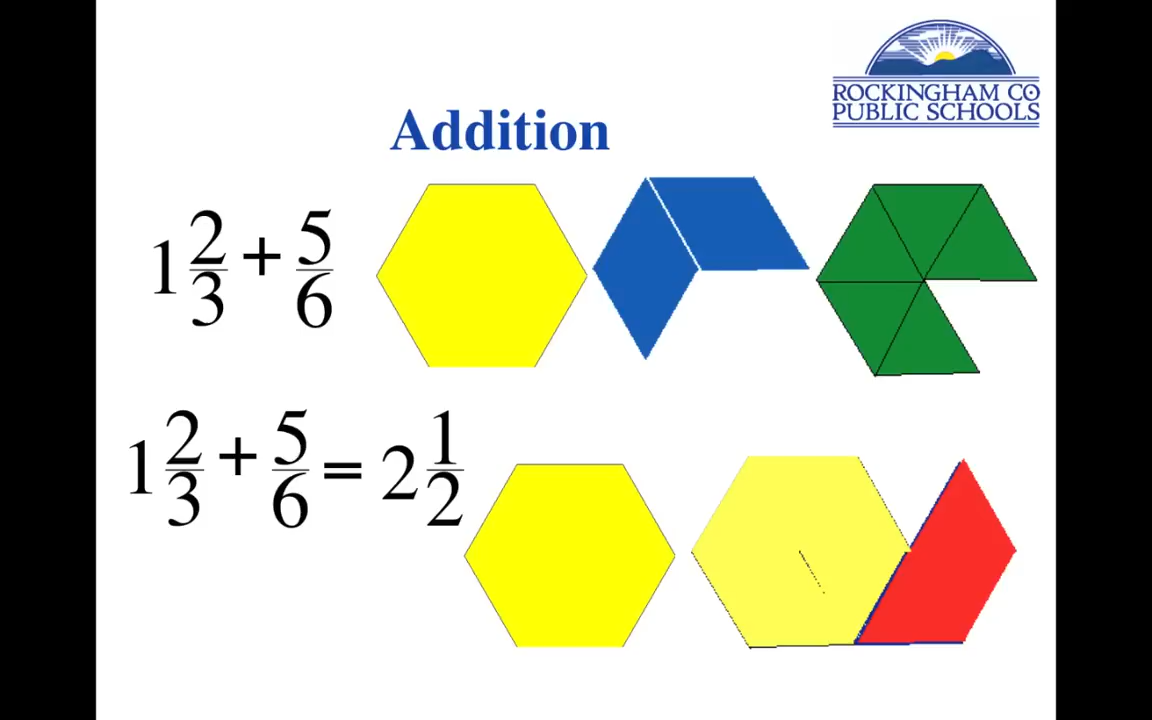 ROCKINGHAM CO
PUBLIC SCHOOLS
Addition
1 2/3 + 5/6
1 2/3 + 5/6 = 2 1/2